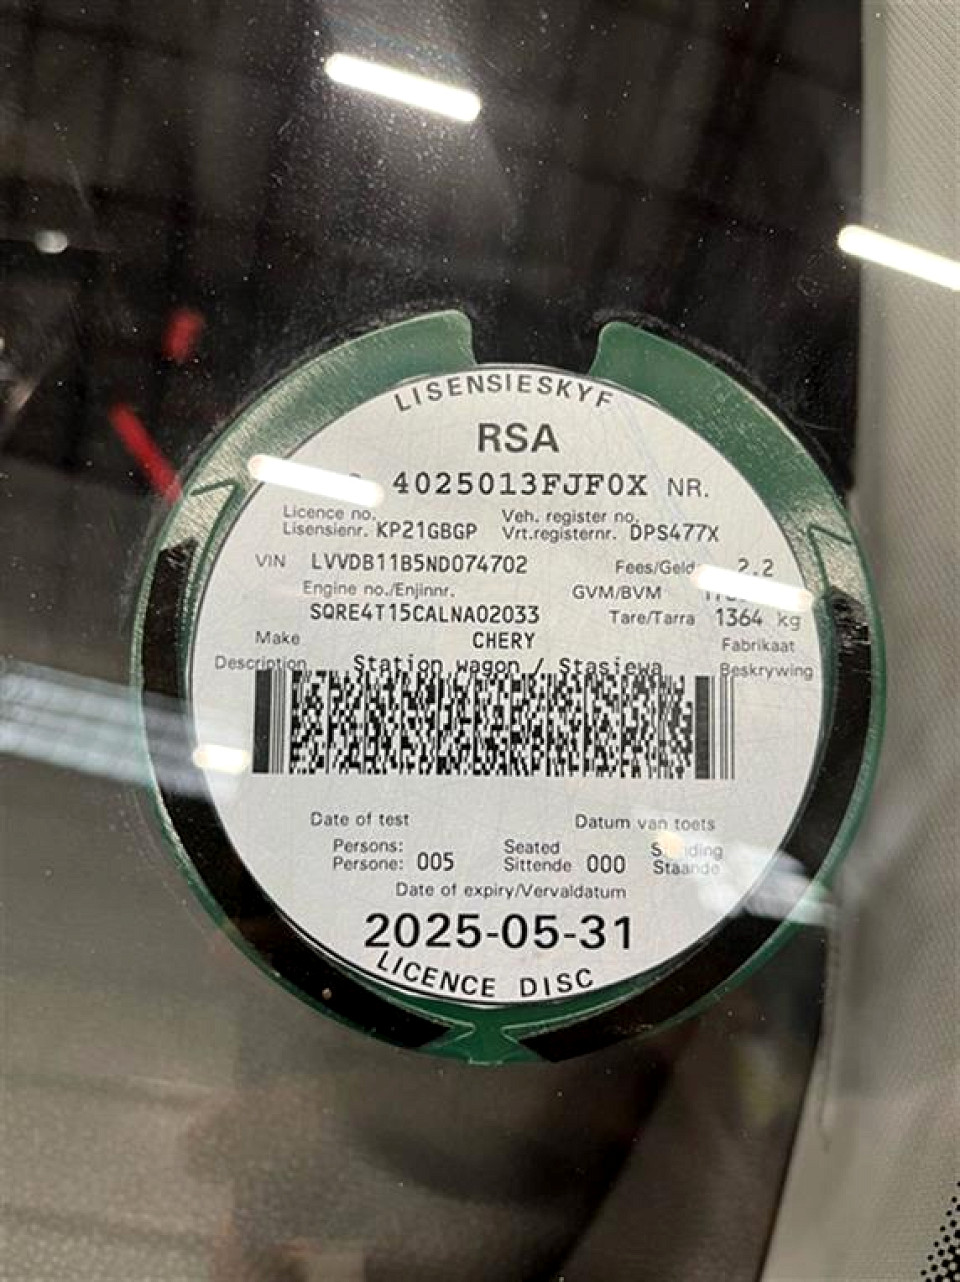 LISENSIESKYF
RSA
4025013FJF0X NR.
Licence no. Veh. register no.
Lisensienr. KP21GBGP Vrt.registernr. DPS477X
VIN LVVDB11B5ND074702 Fees/Geld 2.2
Engine no./Enjinnr. GVM/BVM
SQRE4T15CALNA02033 Tare/Tarra 1364 kg
Make CHERY Fabrikaat
Description Station wagon / Stasiewa Beskrywing
Date of test Datum van toets
Persons: Seated Standing
Persone: 005 Sittende 000 Staande
Date of expiry/Vervaldatum
2025-05-31
LICENCE DISC